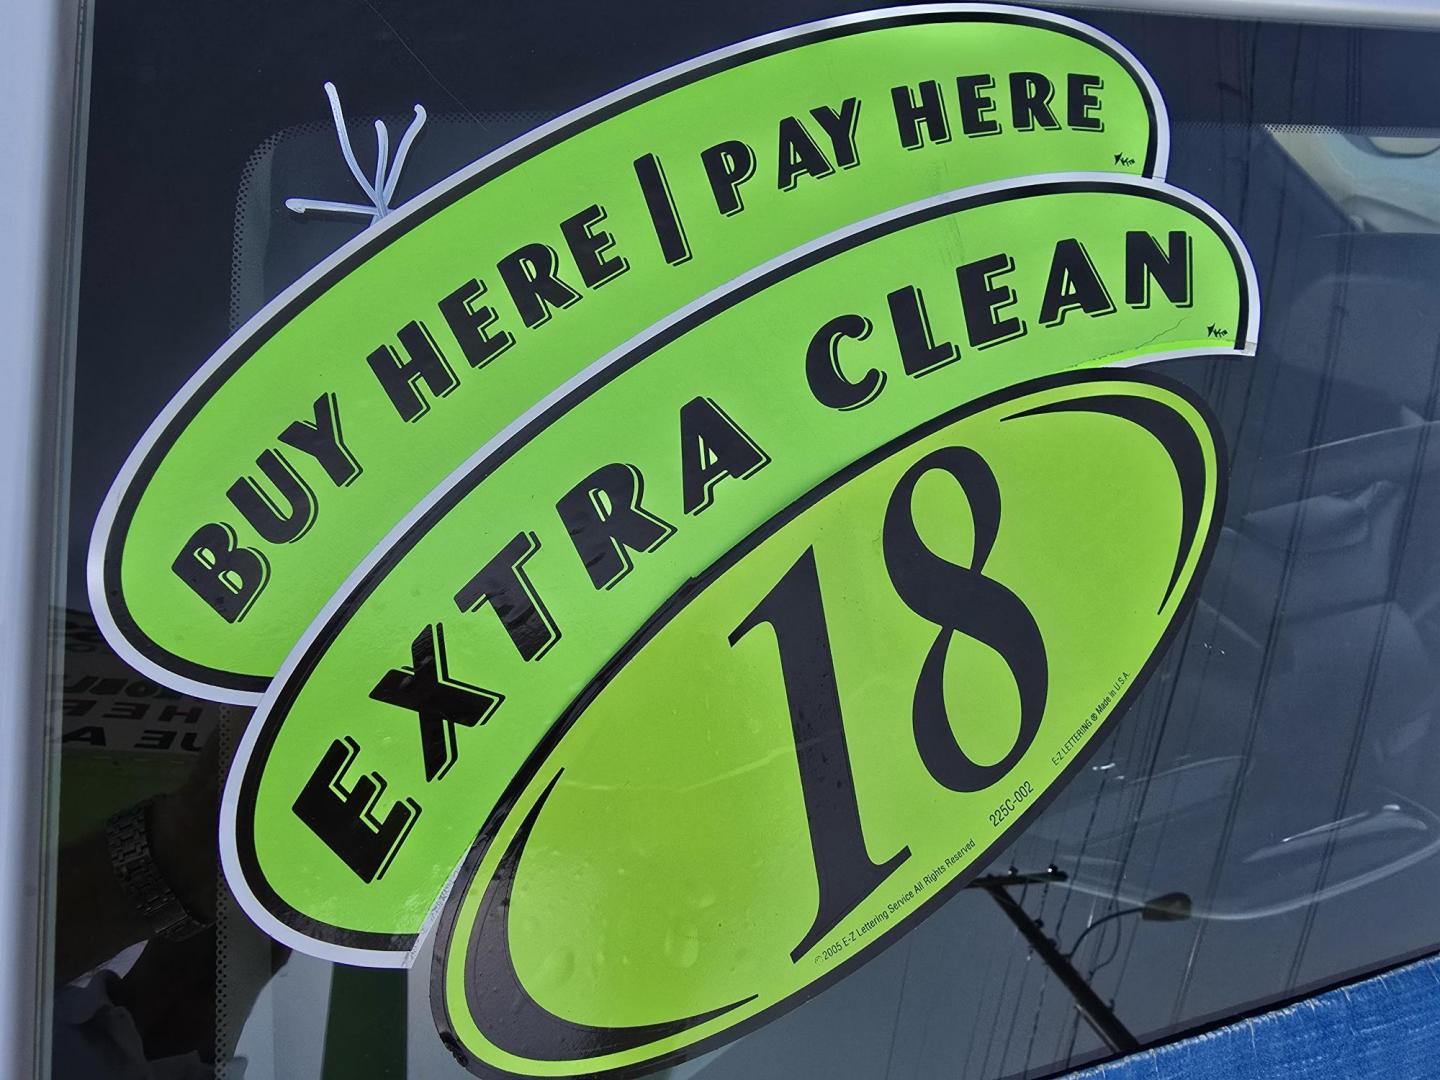 BUY HERE | PAY HERE
EXTRA CLEAN
18
225C-002
© 2005 E-Z Lettering Service All Rights Reserved
E-Z LETTERING ® Made in U.S.A.